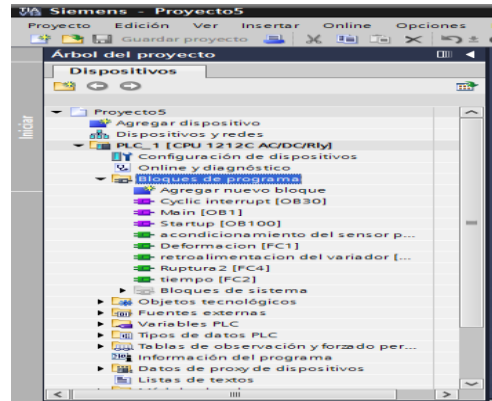 Siemens - Proyecto5
Proyecto Edición Ver Insertar Online Opciones
Guardar proyecto
Árbol del proyecto
Dispositivos
Iniciar
Proyecto5
Agregar dispositivo
Dispositivos y redes
PLC_1 [CPU 1212C AC/DC/Rly]
Configuración de dispositivos
Online y diagnóstico
Bloques de programa
Agregar nuevo bloque
Cyclic interrupt [OB30]
Main [OB1]
Startup [OB100]
acondicionamiento del sensor p...
Deformacion [FC1]
retroalimentacion del variador [...
Ruptura2 [FC4]
tiempo [FC2]
Bloques de sistema
Objetos tecnológicos
Fuentes externas
Variables PLC
Tipos de datos PLC
Tablas de observación y forzado per...
Información del programa
Datos de proxy de dispositivos
Listas de textos